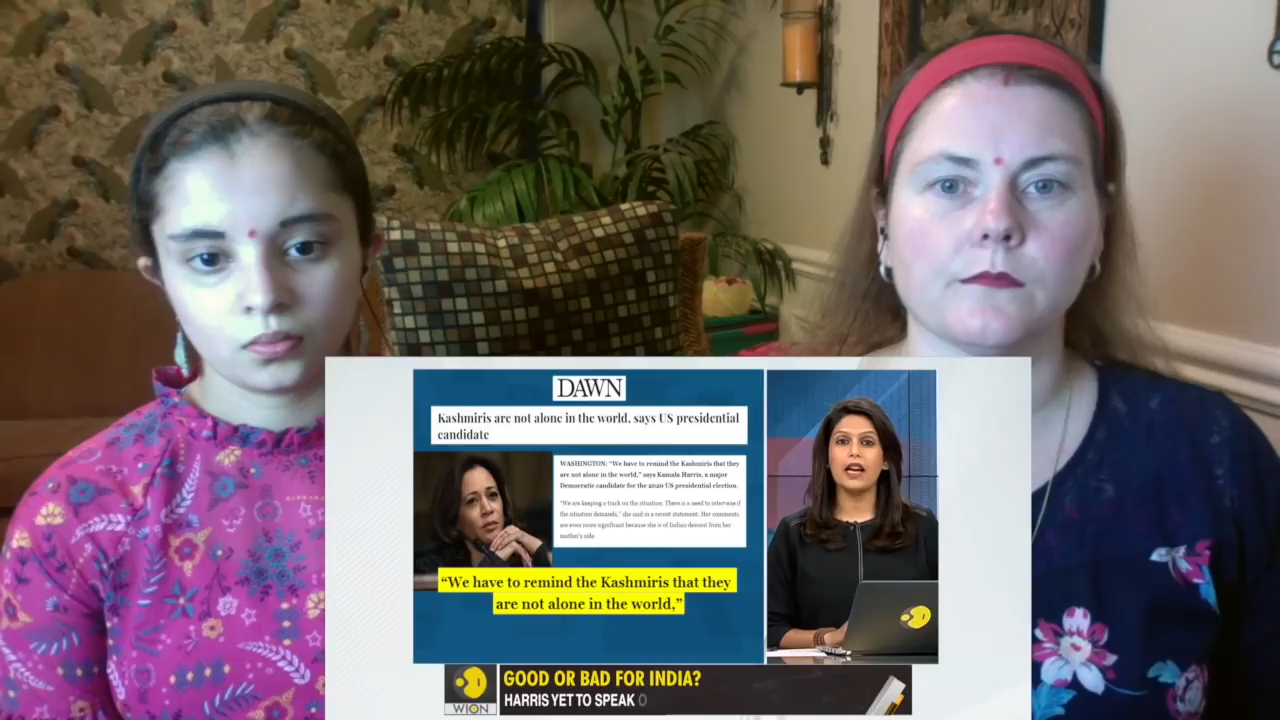 DAWN
Kashmiris are not alone in the world, says US presidential
candidate
WASHINGTON: “We have to remind the Kashmiris that they
are not alone in the world,” says Kamala Harris, a major
Democratic candidate for the 2020 US presidential election.
“We are keeping a track on the situation. There is a need to intervene if
the situation demands,” she said in a recent statement. Her comments
are even more significant because she is of Indian descent from her
mother’s side.
“We have to remind the Kashmiris that they
are not alone in the world,”
GOOD OR BAD FOR INDIA?
HARRIS YET TO SPEAK O
WION